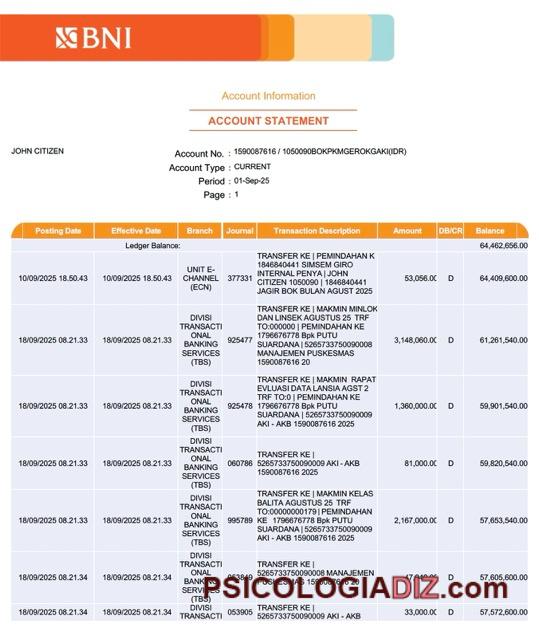 BNI
Account Information
ACCOUNT STATEMENT
JOHN CITIZEN
Account No. : 1590087616 / 1050090BOKPKMGEROKGAKI(IDR)
Account Type : CURRENT
Period : 01-Sep-25
Page : 1
Posting Date Effective Date Branch Journal Transaction Description Amount DB/CR Balance
Ledger Balance: 64,462,656.00
10/09/2025 18.50.43 10/09/2025 18.50.43
UNIT E-
CHANNEL
(ECN)
377331
TRANSFER KE | PEMINDAHAN K
1846840441 SIMSEM GIRO
INTERNAL PENYA | JOHN
CITIZEN 1050090 | 1846840441
JAGIR BOK BULAN AGUST 2025
53,056.00 D 64,409,600.00
18/09/2025 08.21.33 18/09/2025 08.21.33
DIVISI
TRANSACTI
ONAL
BANKING
SERVICES
(TBS)
925477
TRANSFER KE | MAKMIN MINLOK
DAN LINSEK AGUSTUS 25 TRF
TO:000000 | PEMINDAHAN KE
1796676778 Bpk PUTU
SUARDANA | 5265733750090008
MANAJEMEN PUSKESMAS
1590087616 20
3,148,060.00 D 61,261,540.00
18/09/2025 08.21.33 18/09/2025 08.21.33
DIVISI
TRANSACTI
ONAL
BANKING
SERVICES
(TBS)
925478
TRANSFER KE | MAKMIN RAPAT
EVLUASI DATA LANSIA AGST 2
TRF TO:0 | PEMINDAHAN KE
1796676778 Bpk PUTU
SUARDANA | 5265733750090009
AKI - AKB 1590087616 2025
1,360,000.00 D 59,901,540.00
18/09/2025 08.21.33 18/09/2025 08.21.33
DIVISI
TRANSACTI
ONAL
BANKING
SERVICES
(TBS)
060786
TRANSFER KE |
5265733750090009 AKI - AKB
1590087616 2025
81,000.00 D 59,820,540.00
18/09/2025 08.21.33 18/09/2025 08.21.33
DIVISI
TRANSACTI
ONAL
BANKING
SERVICES
(TBS)
995789
TRANSFER KE | MAKMIN KELAS
BALITA AGUSTUS 25 TRF
TO:00000000179 | PEMINDAHAN
KE 1796676778 Bpk PUTU
SUARDANA | 5265733750090009
AKI - AKB 1590087616 2025
2,167,000.00 D 57,653,540.00
18/09/2025 08.21.34 18/09/2025 08.21.34
DIVISI
TRANSACTI
ONAL
BANKING
SERVICES
(TBS)
TRANSFER KE |
5265733750090008 MANAJEMEN
D 57,605,600.00
PSICOLOGIADIZ.com
18/09/2025 08.21.34 18/09/2025 08.21.34
DIVISI
TRANSACTI
053905
TRANSFER KE |
5265733750090009 AKI - AKB
33,000.00 D 57,572,600.00